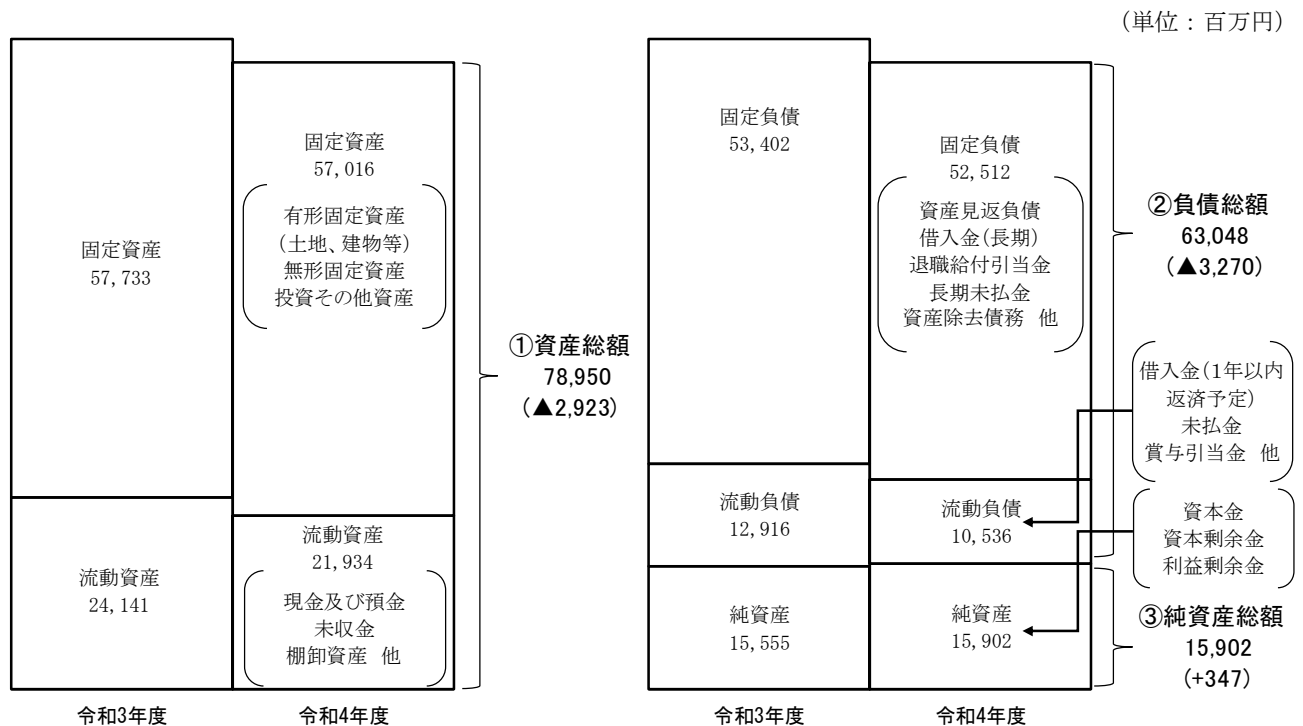 (単位：百万円)
固定資産
57,733
流動資産
24,141
令和3年度
固定資産
57,016
有形固定資産
(土地、建物等)
無形固定資産
投資その他資産
流動資産
21,934
現金及び預金
未収金
棚卸資産 他
令和4年度
①資産総額
78,950
(▲2,923)
固定負債
53,402
流動負債
12,916
純資産
15,555
令和3年度
固定負債
52,512
資産見返負債
借入金(長期)
退職給付引当金
長期未払金
資産除去債務 他
流動負債
10,536
純資産
15,902
令和4年度
②負債総額
63,048
(▲3,270)
借入金(1年以内
返済予定)
未払金
賞与引当金 他
資本金
資本剰余金
利益剰余金
③純資産総額
15,902
(+347)